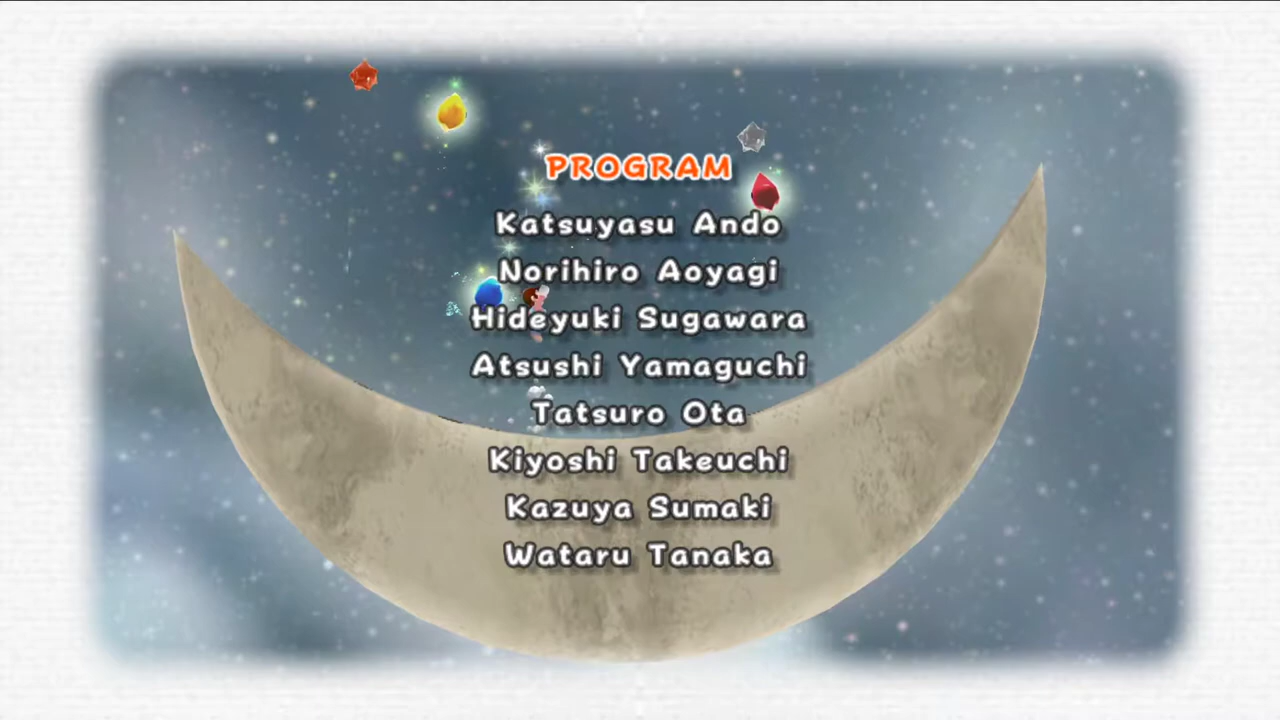 PROGRAM
Katsuyasu Ando
Norihiro Aoyagi
Hideyuki Sugawara
Atsushi Yamaguchi
Tatsuro Ota
Kiyoshi Takeuchi
Kazuya Sumaki
Wataru Tanaka